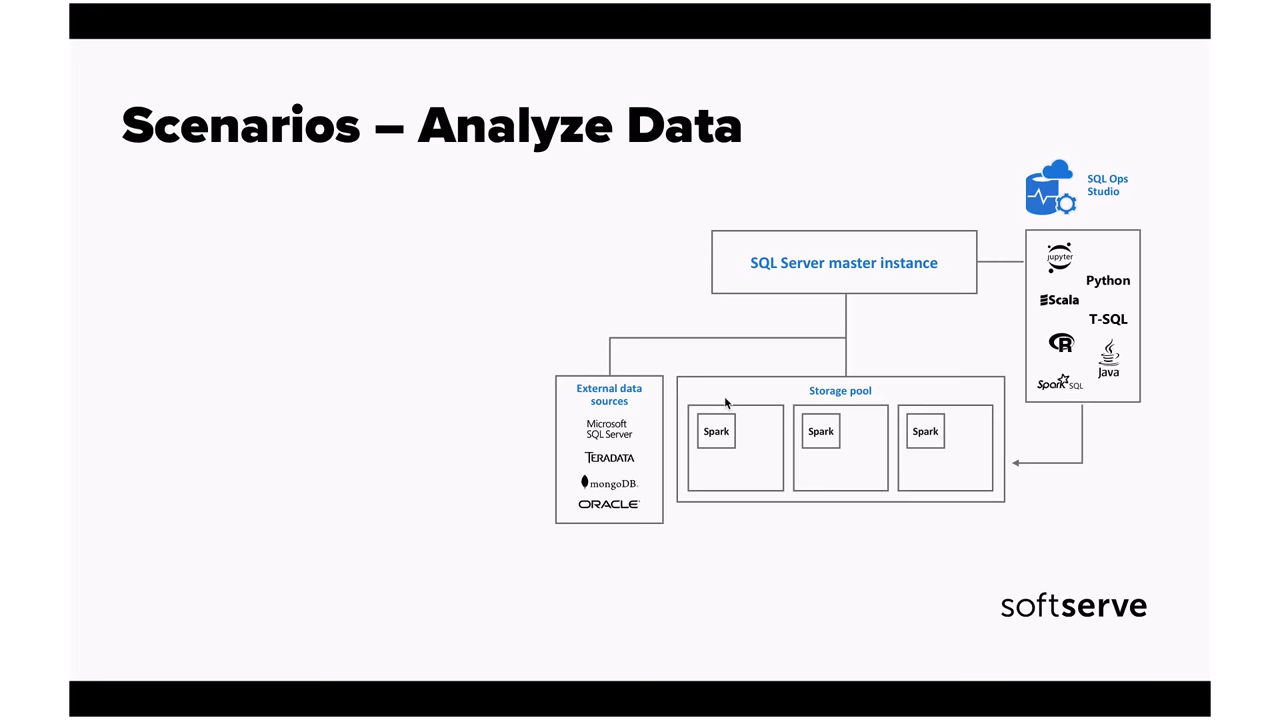 Scenarios – Analyze Data
SQL Ops
Studio
SQL Server master instance
jupyter
Python
Scala
T-SQL
R
Java
Spark SQL
External data
sources
Microsoft
SQL Server
TERADATA
mongoDB.
ORACLE
Storage pool
Spark
Spark
Spark
softserve